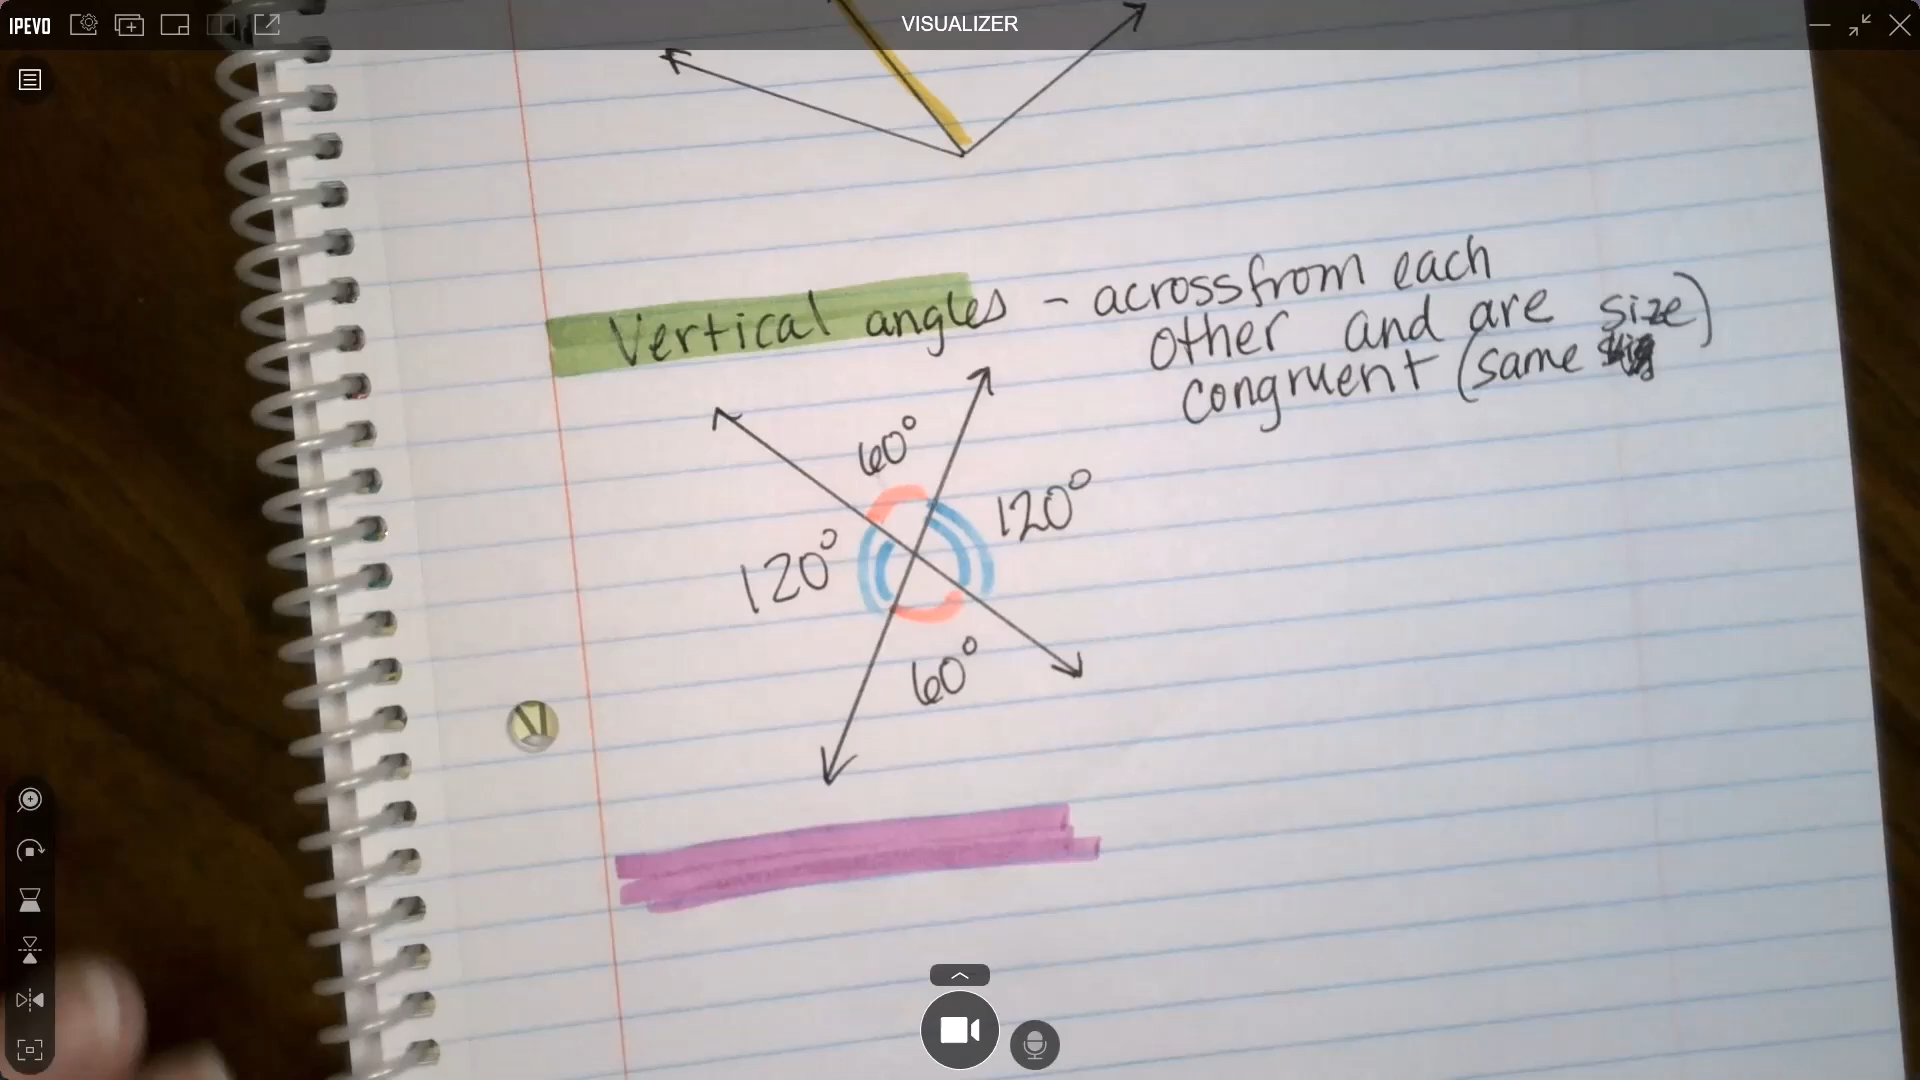 IPEVO
VISUALIZER
Vertical angles - across from each
other and are
congruent (same size)
60°
120°
120°
60°